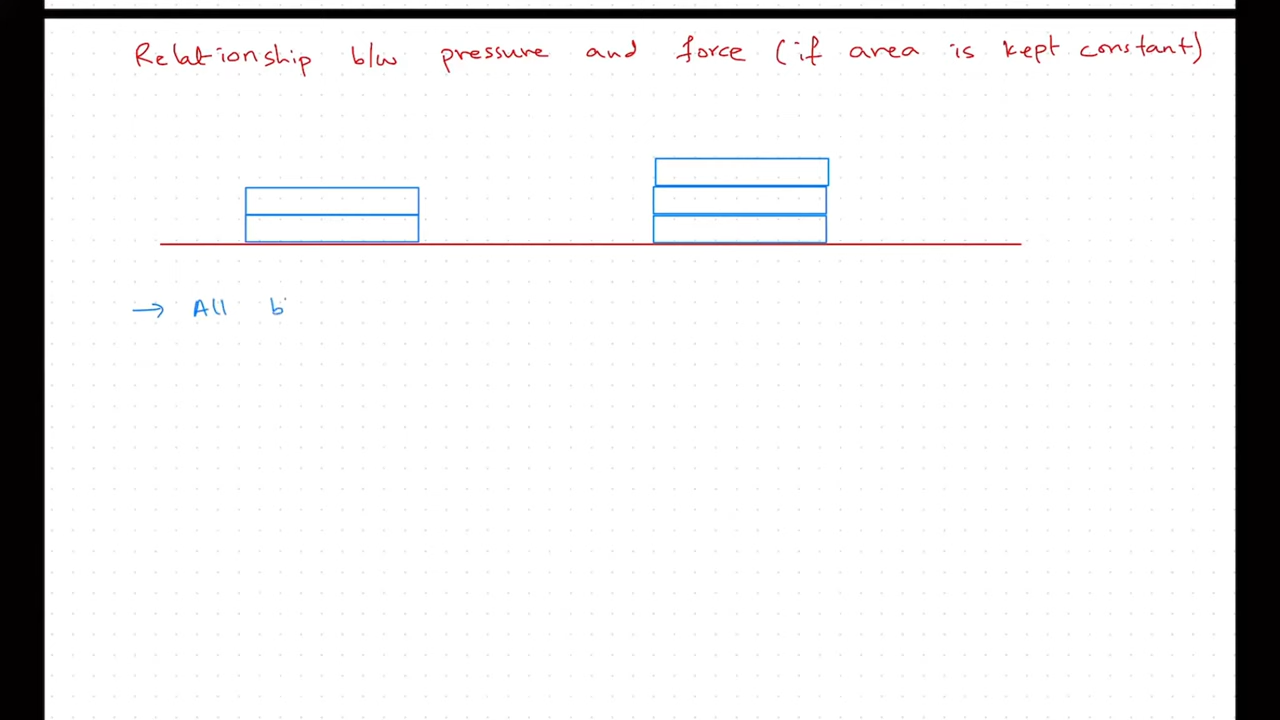 Relationship b/w pressure and force (if area is kept constant)
→ All b